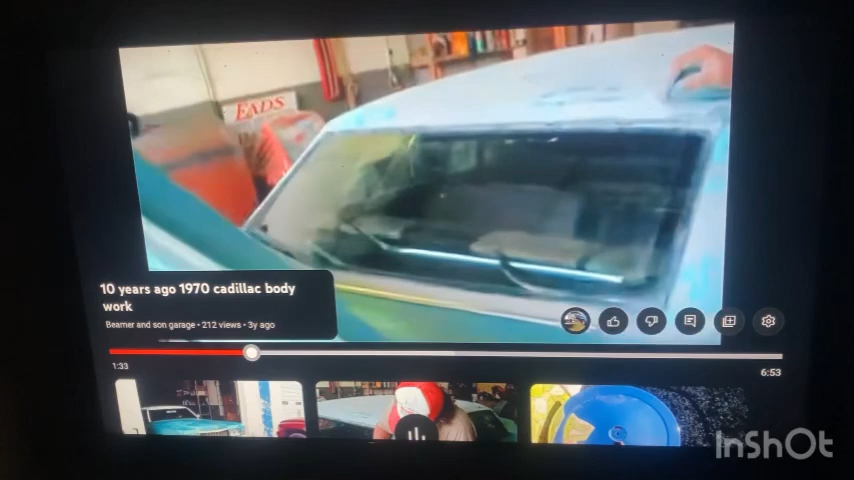 EADS
10 years ago 1970 cadillac body
work
Beamer and son garage • 212 views • 3y ago
1:33
6:53
InShOt